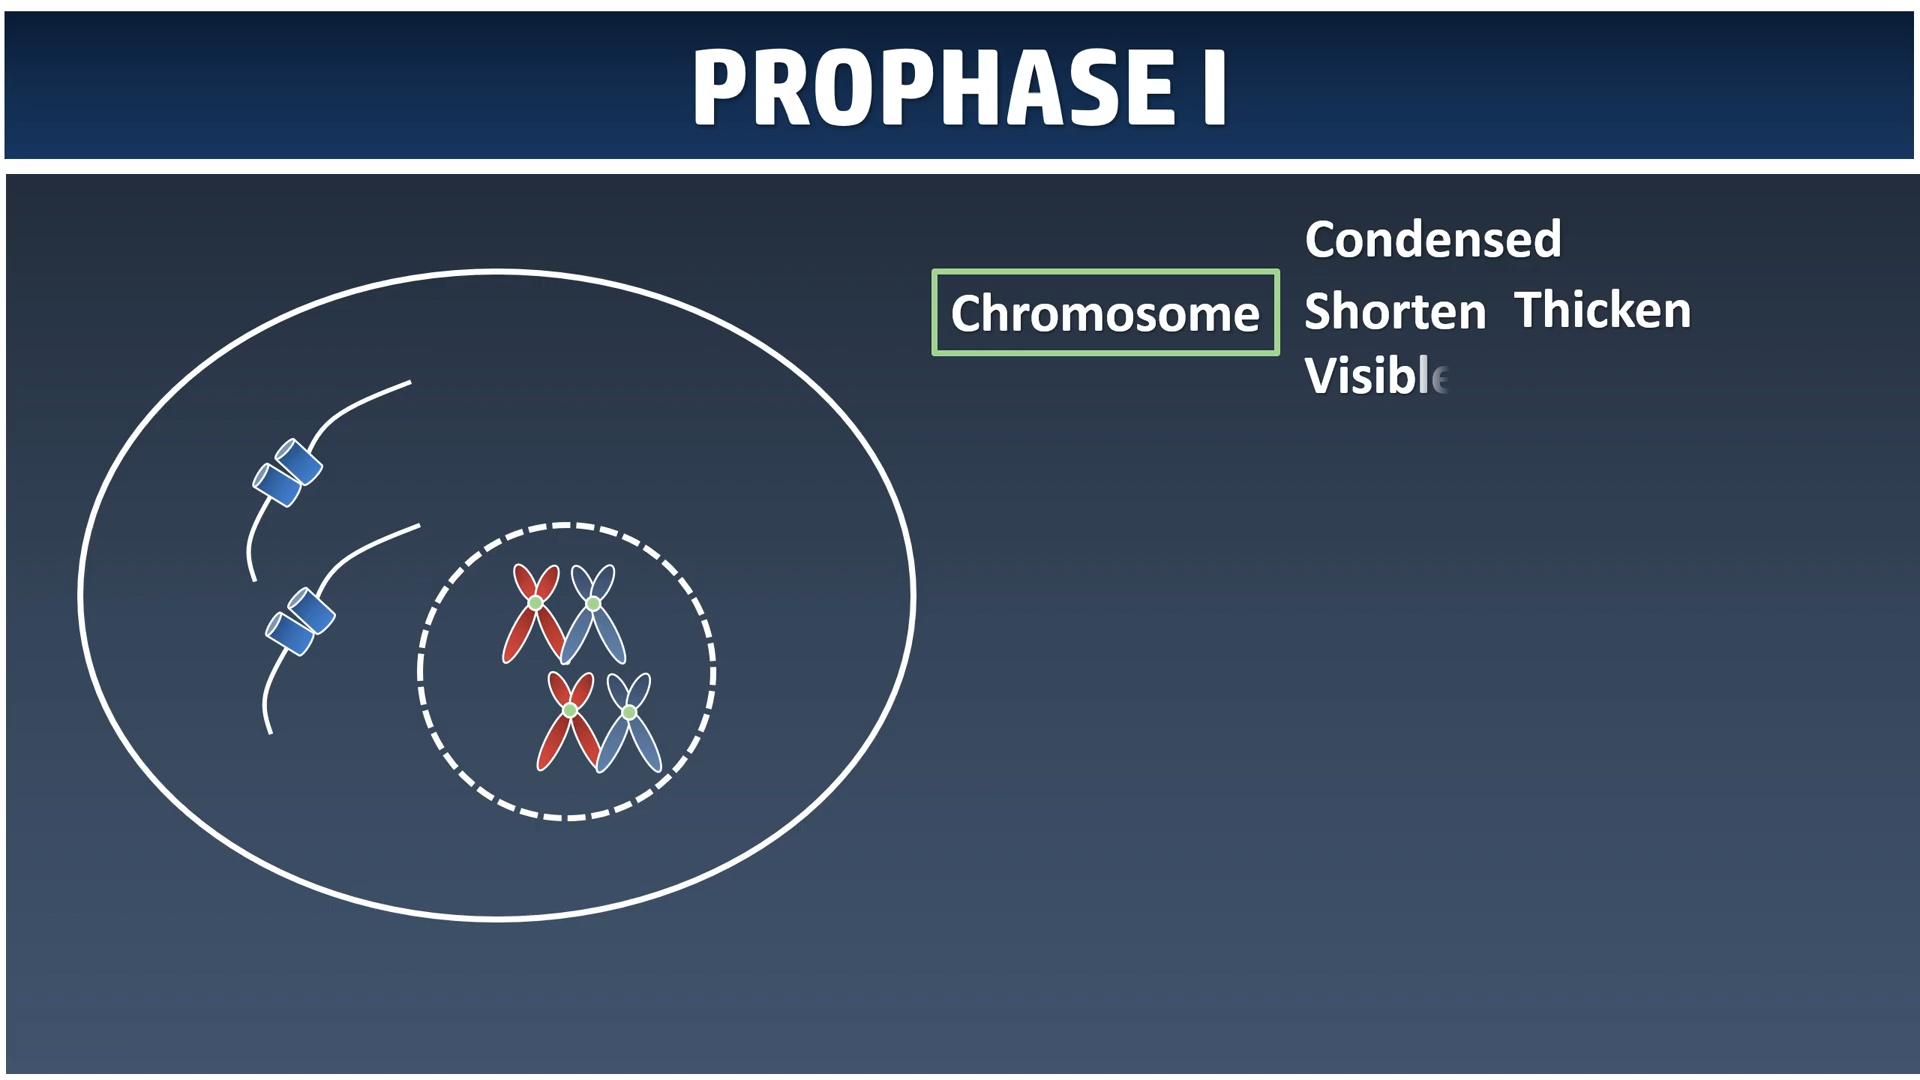 PROPHASE I
Condensed
Chromosome
Shorten Thicken
Visible